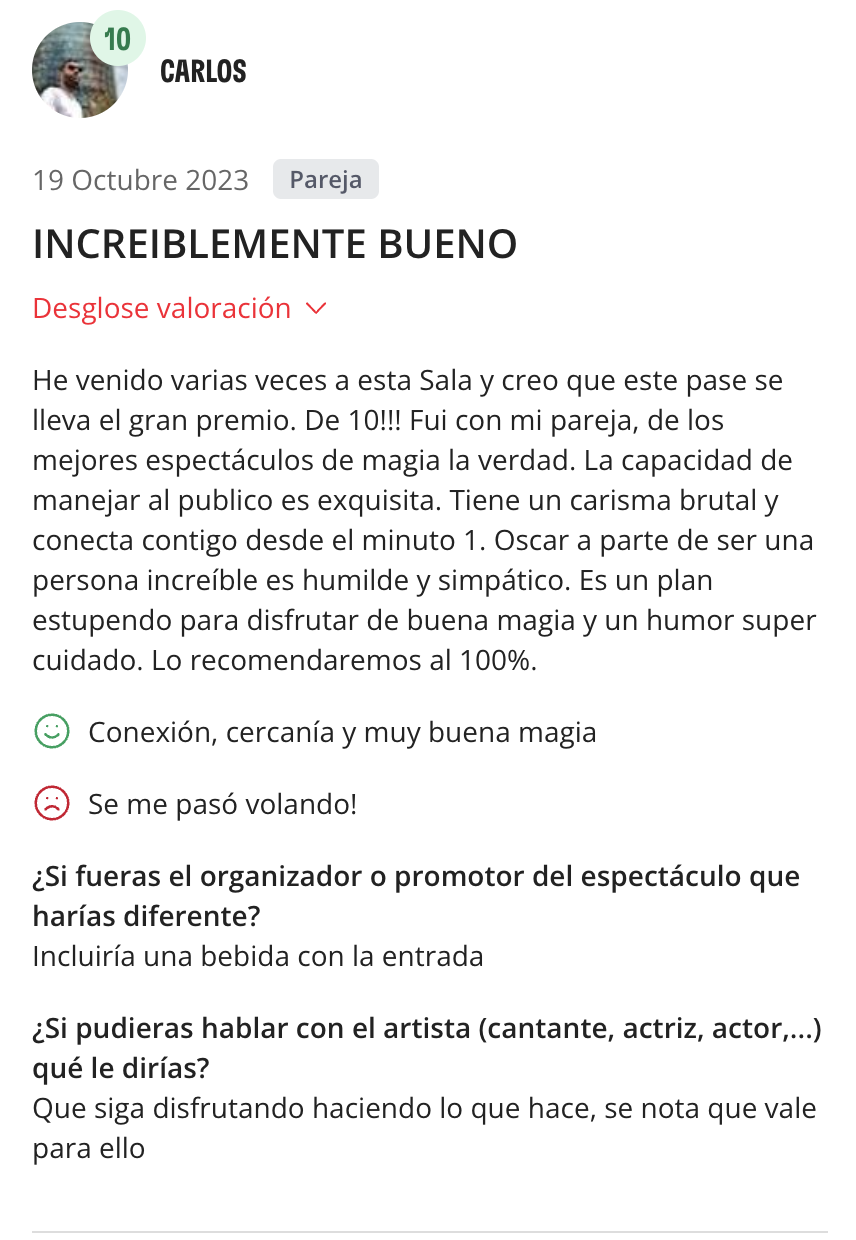 10
CARLOS
19 Octubre 2023 Pareja
INCREIBLEMENTE BUENO
Desglose valoración
He venido varias veces a esta Sala y creo que este pase se
lleva el gran premio. De 10!!! Fui con mi pareja, de los
mejores espectáculos de magia la verdad. La capacidad de
manejar al publico es exquisita. Tiene un carisma brutal y
conecta contigo desde el minuto 1. Oscar a parte de ser una
persona increíble es humilde y simpático. Es un plan
estupendo para disfrutar de buena magia y un humor super
cuidado. Lo recomendaremos al 100%.
Conexión, cercanía y muy buena magia
Se me pasó volando!
¿Si fueras el organizador o promotor del espectáculo que
harías diferente?
Incluiría una bebida con la entrada
¿Si pudieras hablar con el artista (cantante, actriz, actor,...)
qué le dirías?
Que siga disfrutando haciendo lo que hace, se nota que vale
para ello